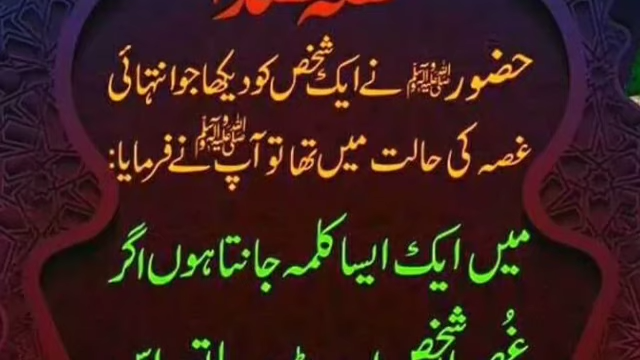 حضور ﷺ نے ایک شخص کو دیکھا جو انتہائی
غصہ کی حالت میں تھا تو آپ ﷺ نے فرمایا:
میں ایک ایسا کلمہ جانتا ہوں اگر
شخص